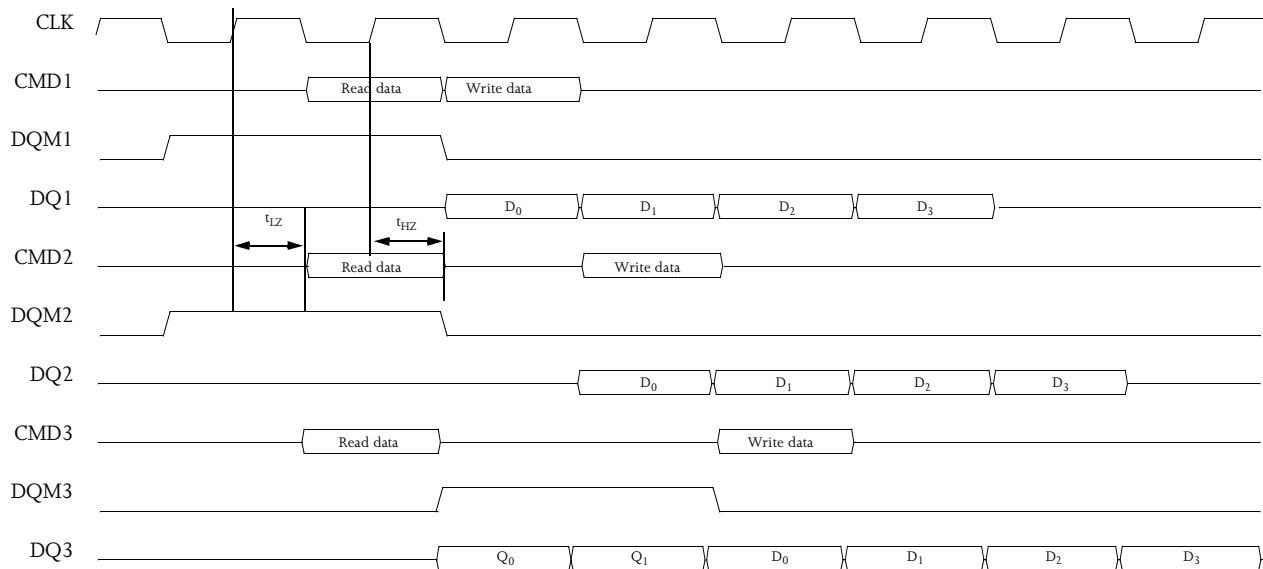 CLK
CMD1 Read data Write data
DQM1
DQ1 D0 D1 D2 D3
tLZ tHZ
CMD2 Read data Write data
DQM2
DQ2 D0 D1 D2 D3
CMD3 Read data Write data
DQM3
DQ3 Q0 Q1 D0 D1 D2 D3